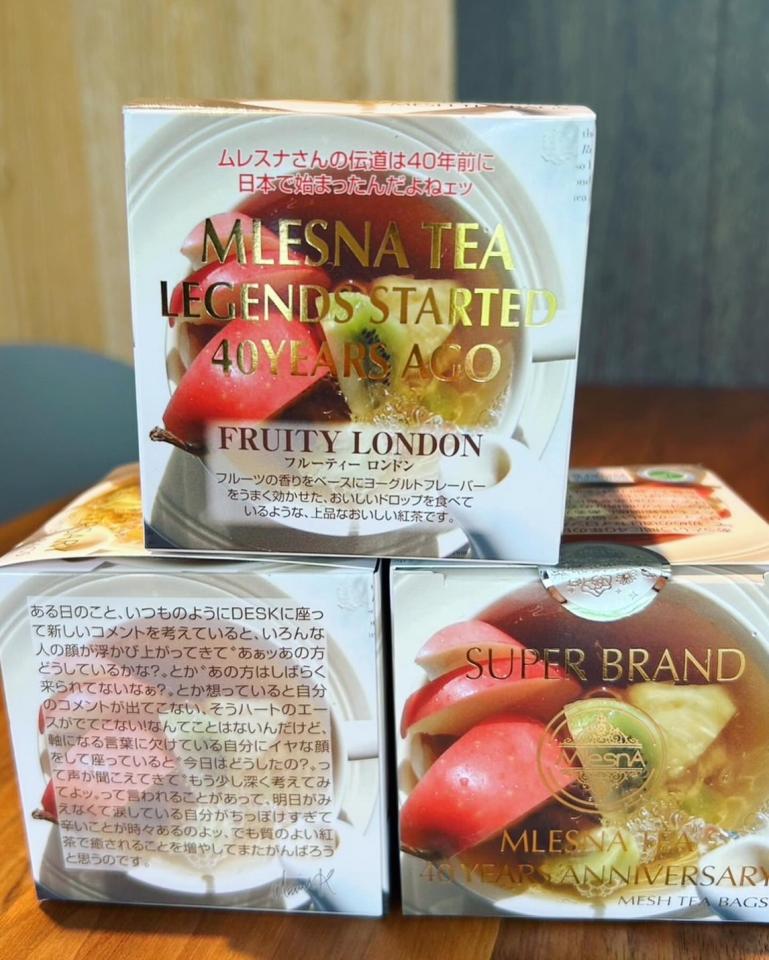 ムレスナさんの伝道は40年前に
日本で始まったんだよねェッ
MLESNA TEA
LEGENDS STARTED
40YEARS AGO
FRUITY LONDON
フルーティー ロンドン
フルーツの香りをベースにヨーグルトフレーバー
をうまく効かせた、おいしいドロップを食べて
いるような、上品なおいしい紅茶です。
ある日のこと、いつものようにDESKに座っ
て新しいコメントを考えていると、いろんな
人の顔が浮かび上がってきて〝あぁッあの方
どうしているかな?〟とか〝あの方はしばらく
来られてないなぁ?〟とか想っていると自分
のコメントが出てこない、そうハートのエー
スがでてこない!なんてことはないんだけど、
軸になる言葉に欠けている自分にイヤな顔
をして座っていると〝今日はどうしたの?〟っ
て声が聞こえてきて〝もう少し深く考えてみ
てよッ〟って言われることがあって、明日がみ
えなくて涙している自分がちっぽけすぎて
辛いことが時々あるのよッ、でも質のよい紅
茶で癒されることを増やしてまたがんばろう
と思うのです。
SUPER BRAND
MlesnA
MLESNA TEA
40 YEARS ANNIVERSARY
MESH TEA BAGS